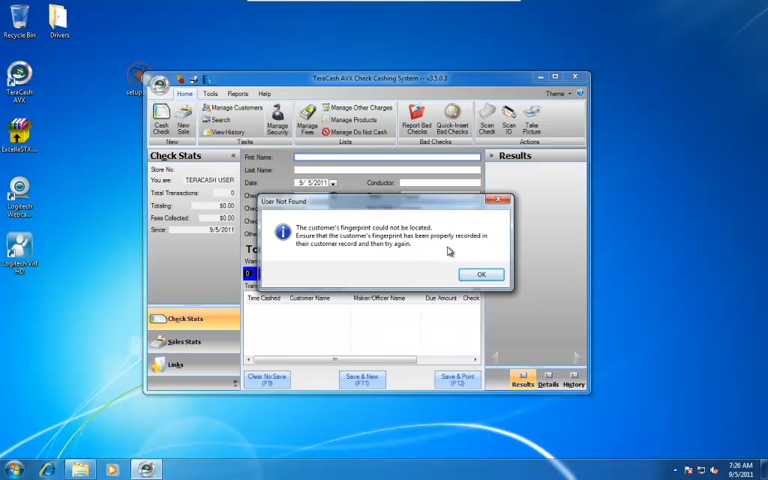 Recycle Bin
Drivers
TeraCash
AVX
setup
ExcellaSTX...
Logitech
Webca...
Logitech Vid
HD
TeraCash AVX Check Cashing System -- v3.5.0.3
Home Tools Reports Help
Theme
Cash
Check
New
Sale
New
Manage Customers
Search
View History
Tasks
Manage
Security
Manage
Fees
Manage Other Charges
Manage Products
Manage Do Not Cash
Lists
Report Bad
Checks
Quick-Insert
Bad Checks
Bad Checks
Scan
Check
Scan
ID
Take
Picture
Actions
Check Stats
Store No.
You are: TERACASH USER
Total Transactions: 0
Totaling: $0.00
Fees Collected: $0.00
Since: 9/5/2011
Check Stats
Sales Stats
Links
First Name:
Last Name:
Date: 9/ 5/2011 Conductor:
User Not Found
The customer's fingerprint could not be located.
Ensure that the customer's fingerprint has been properly recorded in
their customer record and then try again.
OK
0
Time Cashed Customer Name Maker/Officer Name Due Amount Check
Clear No Save
(F9)
Save & New
(F11)
Save & Print
(F12)
Results
Results Details History
7:26 AM
9/5/2011